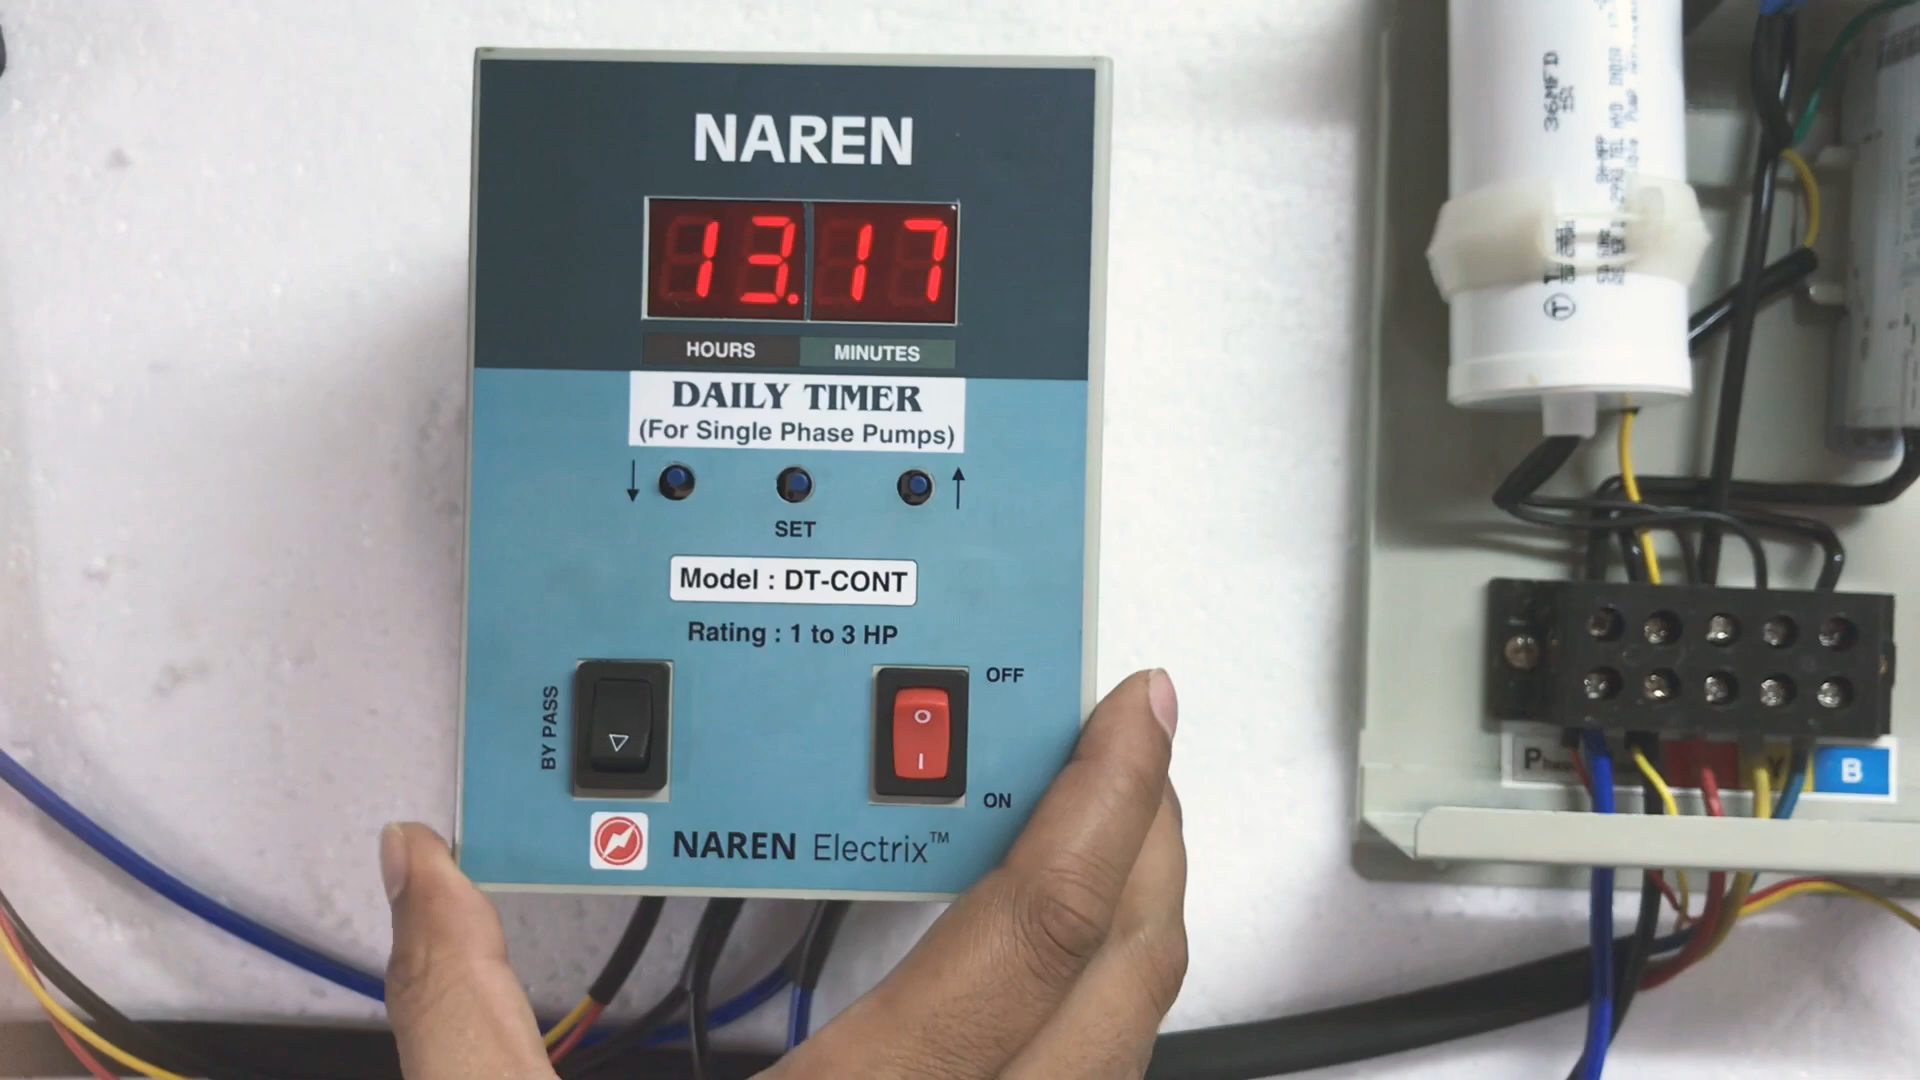 NAREN
13.17
HOURS MINUTES
DAILY TIMER
(For Single Phase Pumps)
↓ ↑
SET
Model : DT-CONT
Rating : 1 to 3 HP
BY PASS
OFF
O
I
ON
NAREN Electrix™
36MFD
B